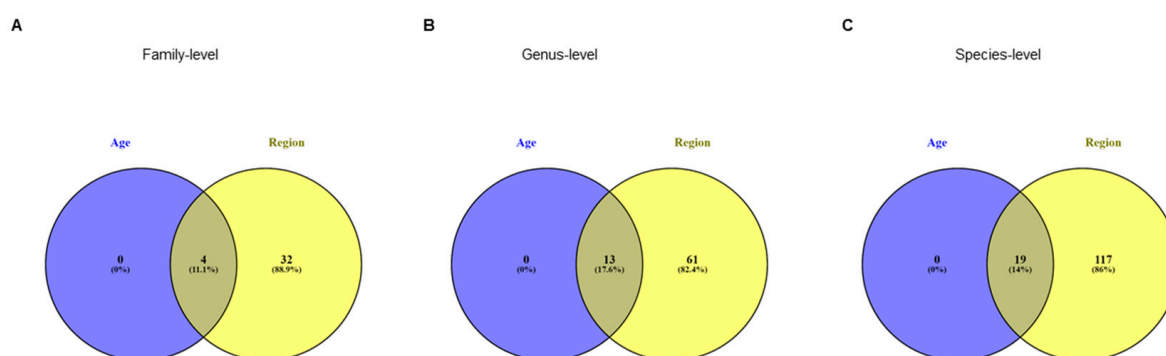 A
Family-level
Age
Region
0
(0%)
4
(11.1%)
32
(88.9%)
B
Genus-level
Age
Region
0
(0%)
13
(17.6%)
61
(82.4%)
C
Species-level
Age
Region
0
(0%)
19
(14%)
117
(86%)